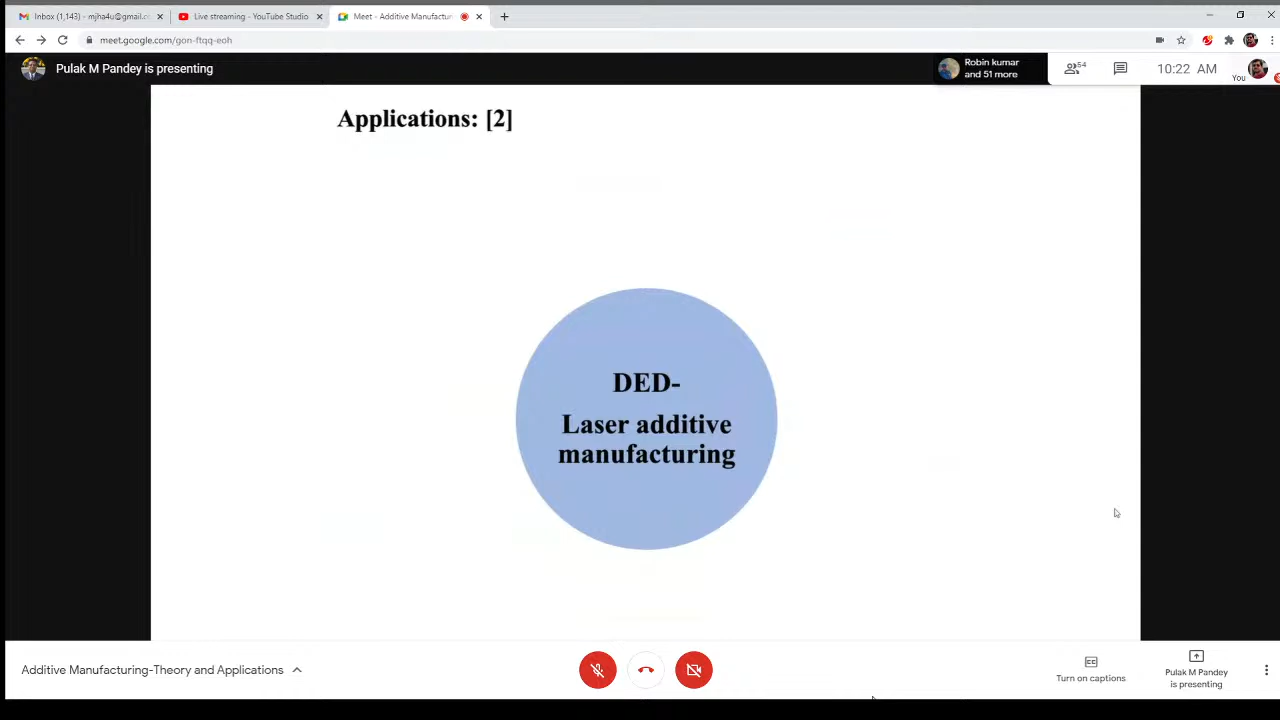 Inbox (1,143) - mjha4u@gmail.c
Live streaming - YouTube Studio
Meet - Additive Manufactur
meet.google.com/gon-ftqq-eoh
Pulak M Pandey is presenting
Robin kumar
and 51 more
54
10:22 AM
You
Applications: [2]
DED-
Laser additive
manufacturing
Additive Manufacturing-Theory and Applications
CC
Turn on captions
Pulak M Pandey
is presenting